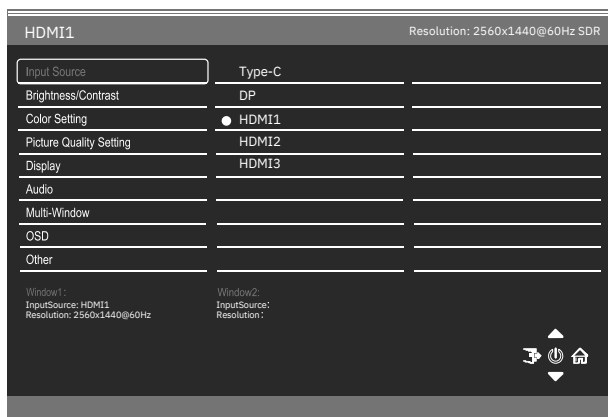 HDMI1 Resolution: 2560x1440@60Hz SDR
Input Source Type-C
Brightness/Contrast DP
Color Setting HDMI1
Picture Quality Setting HDMI2
Display HDMI3
Audio
Multi-Window
OSD
Other
Window1: Window2:
InputSource: HDMI1 InputSource:
Resolution: 2560x1440@60Hz Resolution: